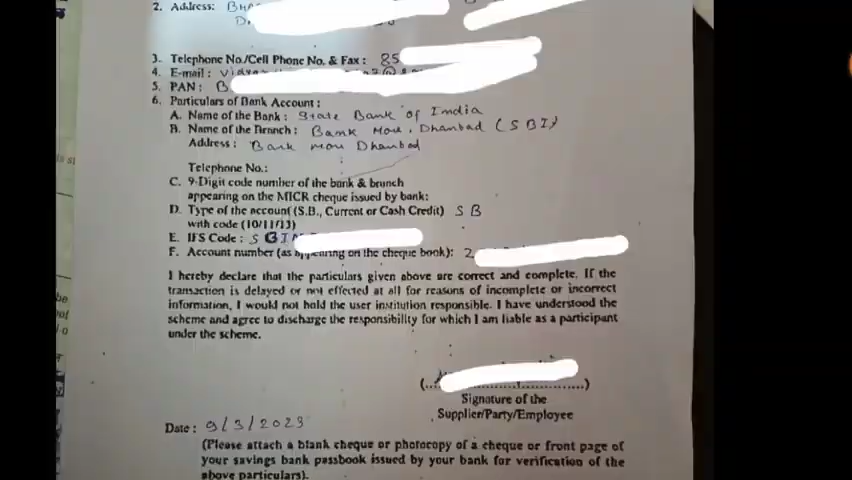 2. Address:
3. Telephone No./Cell Phone No. & Fax : 85
4. E-mail :
5. PAN : B
6. Particulars of Bank Account :
A. Name of the Bank : State Bank of India
B. Name of the Branch : Bank More, Dhanbad (SBI)
Address : Bank more Dhanbad
Telephone No.:
C. 9-Digit code number of the bank & branch
appearing on the MICR cheque issued by bank:
D. Type of the account (S.B., Current or Cash Credit) SB
with code (10/11/13)
E. IFS Code : SBIN
F. Account number (as appearing on the cheque book): 2
I hereby declare that the particulars given above are correct and complete. If the
transaction is delayed or not effected at all for reasons of incomplete or incorrect
information, I would not hold the user institution responsible. I have understood the
scheme and agree to discharge the responsibility for which I am liable as a participant
under the scheme.
(.....................)
Signature of the
Supplier/Party/Employee
Date : 9/3/2023
(Please attach a blank cheque or photocopy of a cheque or front page of
your savings bank passbook issued by your bank for verification of the
above particulars).